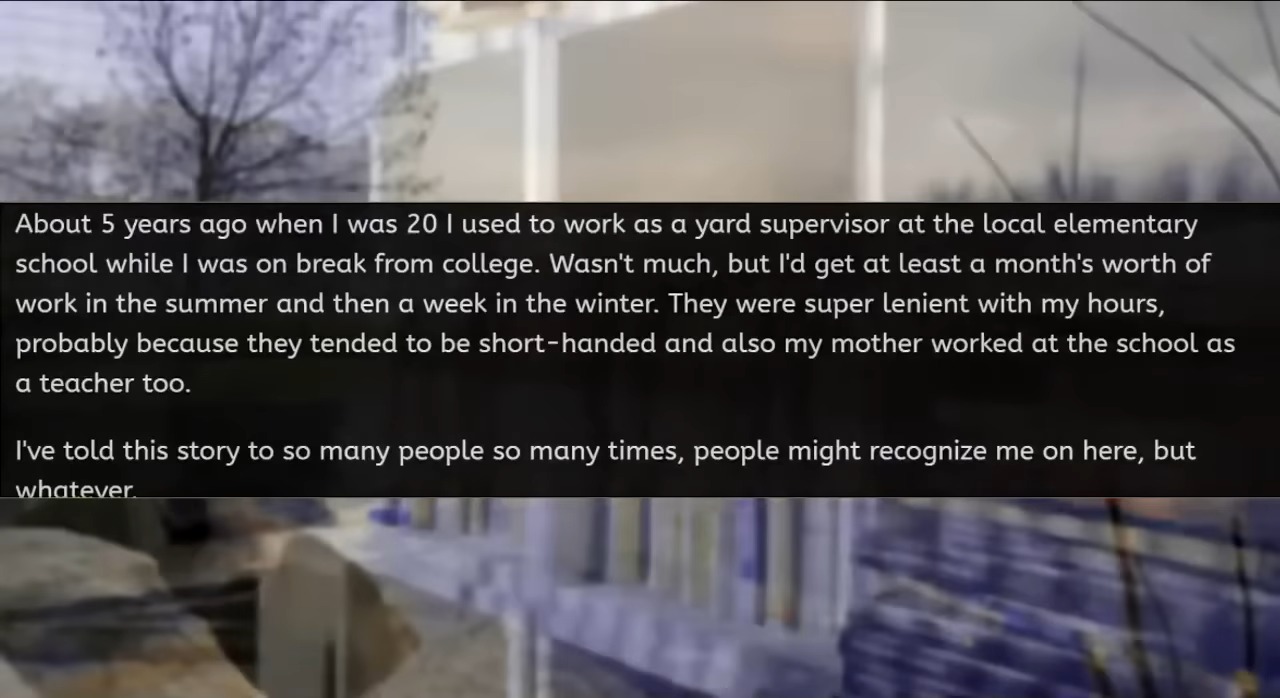 About 5 years ago when I was 20 I used to work as a yard supervisor at the local elementary
school while I was on break from college. Wasn't much, but I'd get at least a month's worth of
work in the summer and then a week in the winter. They were super lenient with my hours,
probably because they tended to be short-handed and also my mother worked at the school as
a teacher too.
I've told this story to so many people so many times, people might recognize me on here, but
whatever.